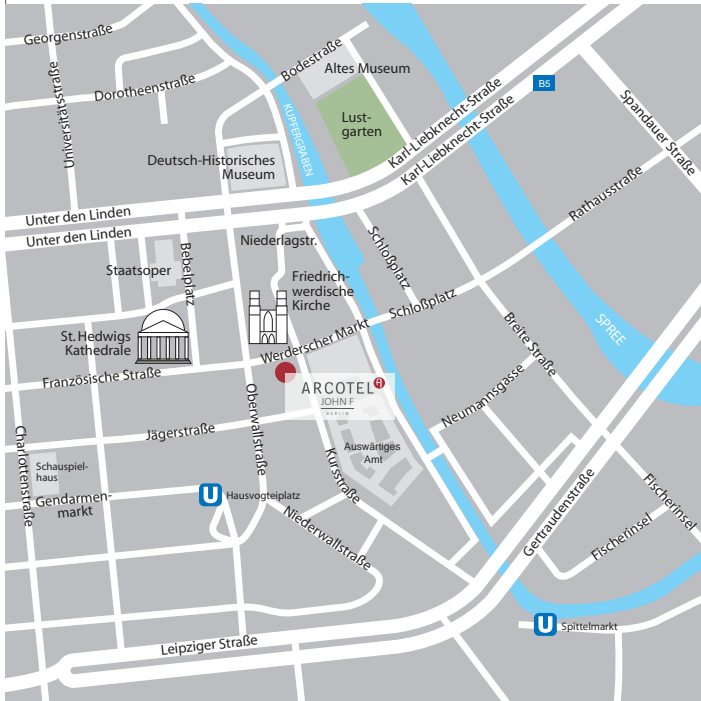 Georgenstraße
Universitätsstraße
Dorotheenstraße
Bodestraße
Altes Museum
KUPFERGRABEN
Lust-
garten
Karl-Liebknecht-Straße
Karl-Liebknecht-Straße
B5
Spandauer Straße
Deutsch-Historisches
Museum
Rathausstraße
Unter den Linden
Unter den Linden
Niederlagstr.
Schloßplatz
Staatsoper
Bebelplatz
Friedrich-
werdische
Kirche
Schloßplatz
Breite Straße
SPREE
St. Hedwigs
Kathedrale
Werderscher Markt
Französische Straße
ARCOTEL
JOHN F
BERLIN
Oberwallstraße
Neumannsgasse
Jägerstraße
Charlottenstraße
Auswärtiges
Amt
Kursstraße
Schauspiel-
haus
Gendarmen-
markt
U
Hausvogteiplatz
Niederwallstraße
Gertraudenstraße
Fischerinsel
Fischerinsel
U
Spittelmarkt
Leipziger Straße